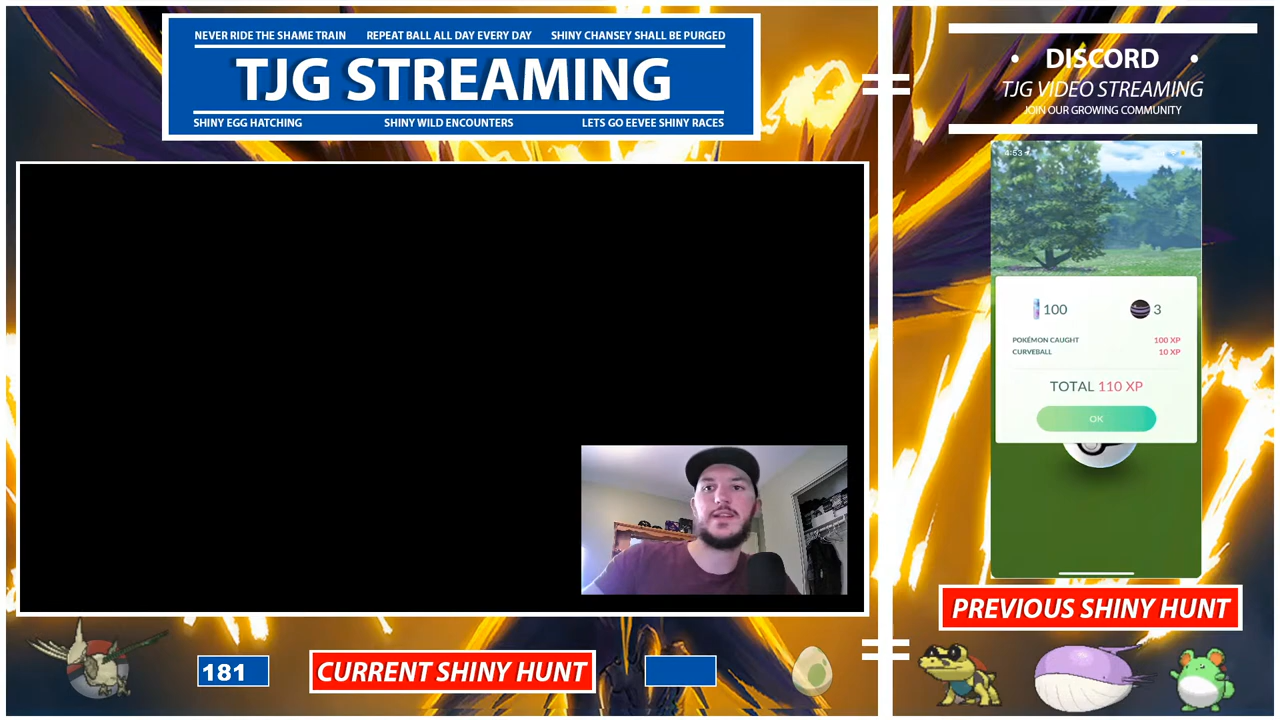 NEVER RIDE THE SHAME TRAIN REPEAT BALL ALL DAY EVERY DAY SHINY CHANSEY SHALL BE PURGED
TJG STREAMING
SHINY EGG HATCHING SHINY WILD ENCOUNTERS LETS GO EEVEE SHINY RACES
• DISCORD •
TJG VIDEO STREAMING
JOIN OUR GROWING COMMUNITY
4:53
100 3
POKÉMON CAUGHT 100 XP
CURVEBALL 10 XP
TOTAL 110 XP
OK
PREVIOUS SHINY HUNT
181 CURRENT SHINY HUNT